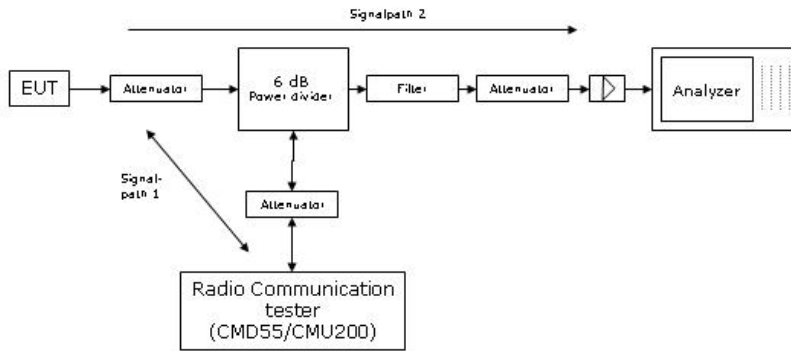 Signalpath 2
EUT
Attenuator
6 dB
Power divider
Filter
Attenuator
Analyzer
Signal-
path 1
Attenuator
Radio Communication
tester
(CMD55/CMU200)